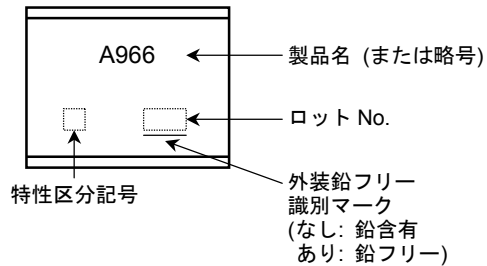 A966
製品名 (または略号)
ロット No.
特性区分記号
外装鉛フリー
識別マーク
(なし: 鉛含有
あり: 鉛フリー)